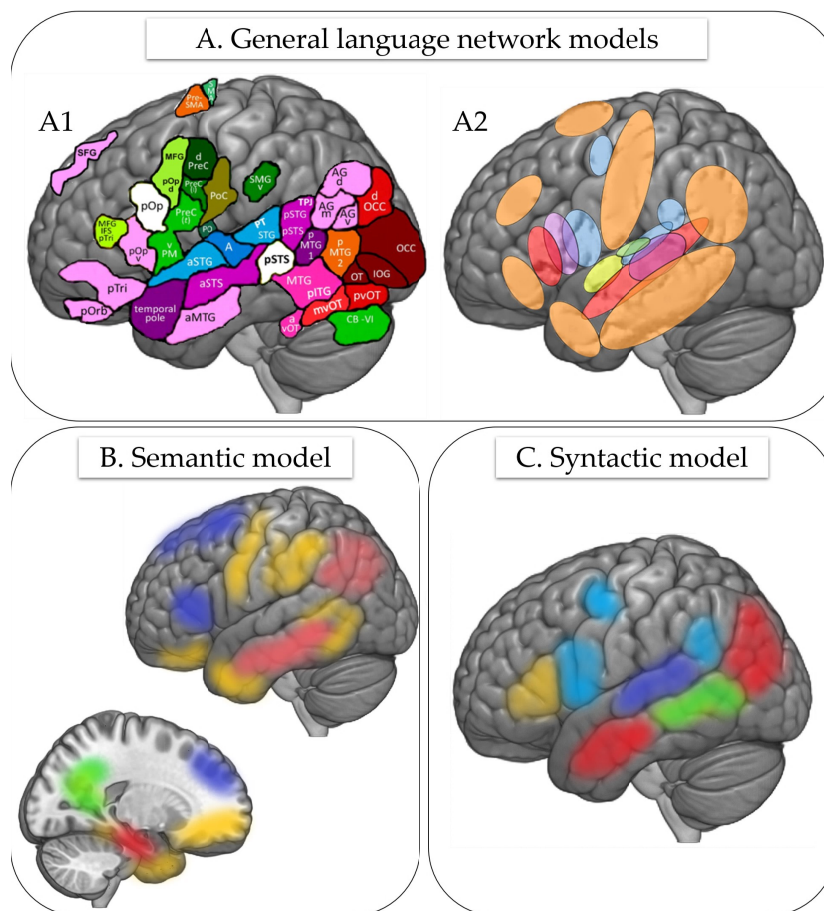 A. General language network models
A1
A2
SFG
Pre-
SMA
S
M
A
MFG
pOp
d
d
PreC
PreC
(l)
PoC
SMG
v
pOp
PreC
(r)
MFG
IFS
pTri
pOp
v
v
PM
PO
A
aSTG
PT
STG
TPJ
pSTG
pSTS
AG
d
AG
m
AG
v
d
OCC
OCC
p
MTG
1
p
MTG
2
pSTS
aSTS
MTG
pITG
OT
IOG
pTri
pOrb
temporal
pole
aMTG
a
vOT
mvOT
pvOT
CB -VI
B. Semantic model
C. Syntactic model